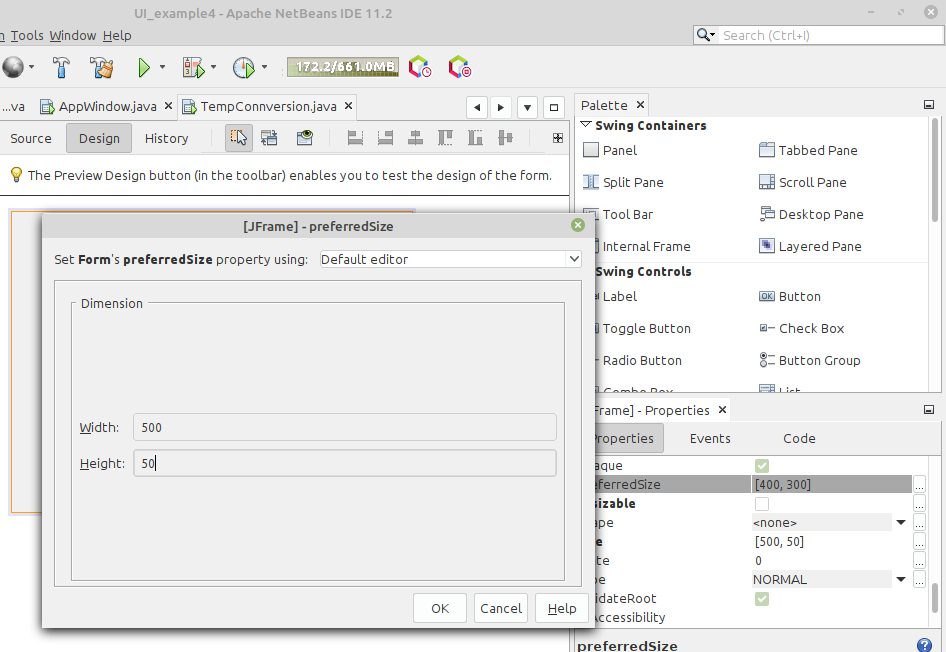 UI_example4 - Apache NetBeans IDE 11.2
Tools Window Help
Search (Ctrl+I)
172.2/661.0MB
...va AppWindow.java TempConnversion.java
Palette
Source Design History
Swing Containers
The Preview Design button (in the toolbar) enables you to test the design of the form.
Panel Tabbed Pane
Split Pane Scroll Pane
Tool Bar Desktop Pane
Internal Frame Layered Pane
Swing Controls
Label Button
Toggle Button Check Box
Radio Button Button Group
Combo Box List
[JFrame] - preferredSize
Set Form's preferredSize property using: Default editor
Dimension
Width: 500
Height: 50
OK Cancel Help
Frame] - Properties
roperties Events Code
aque
eferredSize [400, 300]
sizable
ape <none>
e [500, 50]
te 0
pe NORMAL
idateRoot
Accessibility
preferredSize